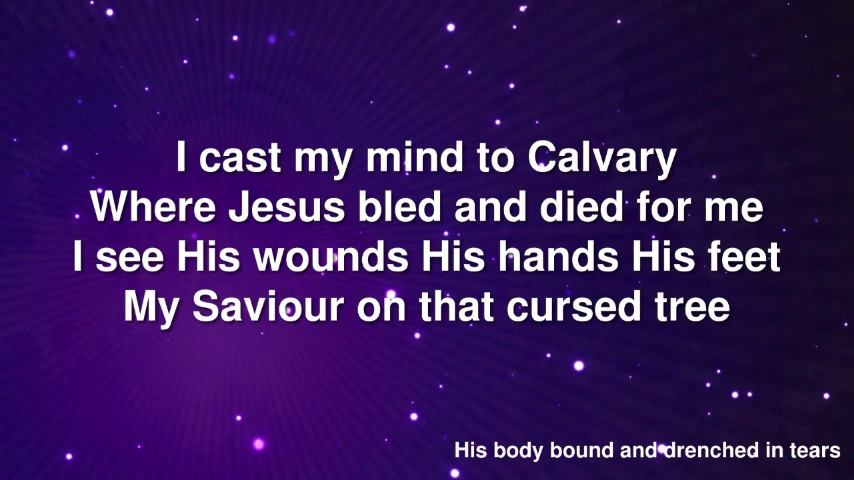 I cast my mind to Calvary
Where Jesus bled and died for me
I see His wounds His hands His feet
My Saviour on that cursed tree
His body bound and drenched in tears